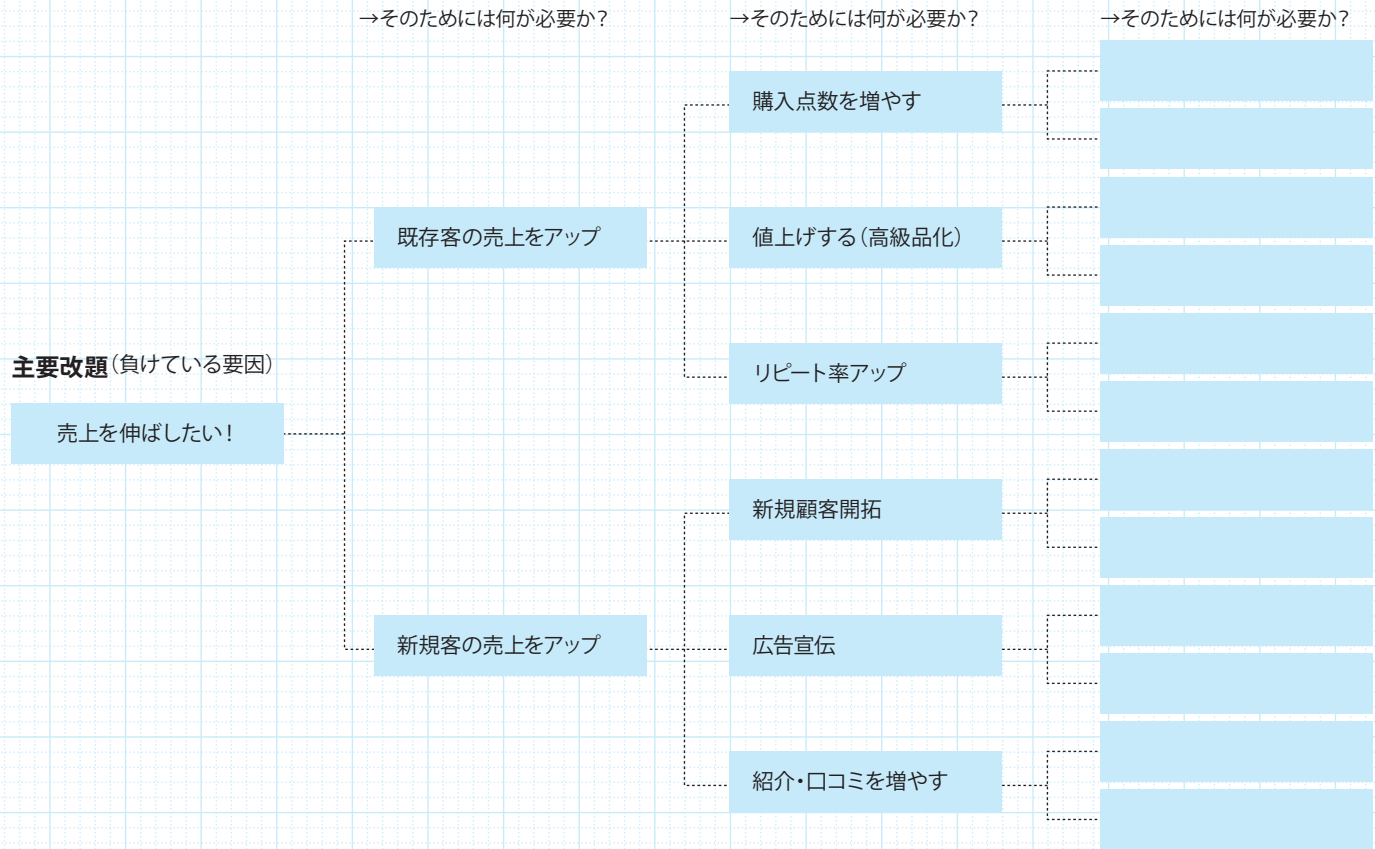 →そのためには何が必要か?
→そのためには何が必要か?
→そのためには何が必要か?
購入点数を増やす
既存客の売上をアップ
値上げする(高級品化)
主要改題(負けている要因)
リピート率アップ
売上を伸ばしたい!
新規顧客開拓
新規客の売上をアップ
広告宣伝
紹介・口コミを増やす